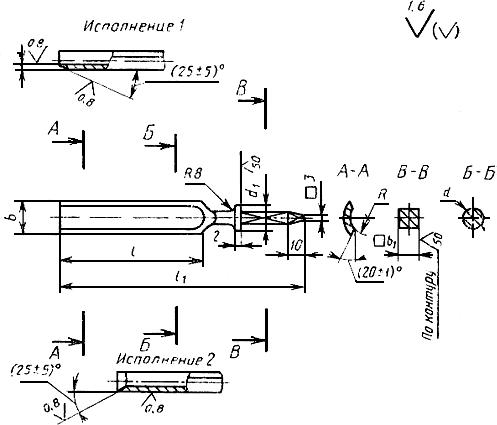 1,6
(√)
Исполнение 1
0,8
0,8
(25±5)°
В
А
Б
R8
d₁
50
□3
А-А
В-В
Б-Б
R
d
b
2
10
□b₁
50
l
(20±1)°
l₁
По контуру
А
Б
В
Исполнение 2
(25±5)°
0,8
0,8